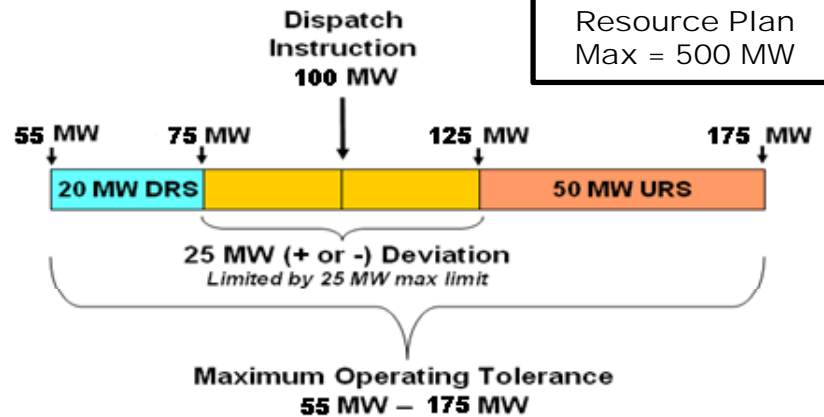 Dispatch
Instruction
100 MW
Resource Plan
Max = 500 MW
55 MW
75 MW
125 MW
175 MW
20 MW DRS
50 MW URS
25 MW (+ or -) Deviation
Limited by 25 MW max limit
Maximum Operating Tolerance
55 MW – 175 MW